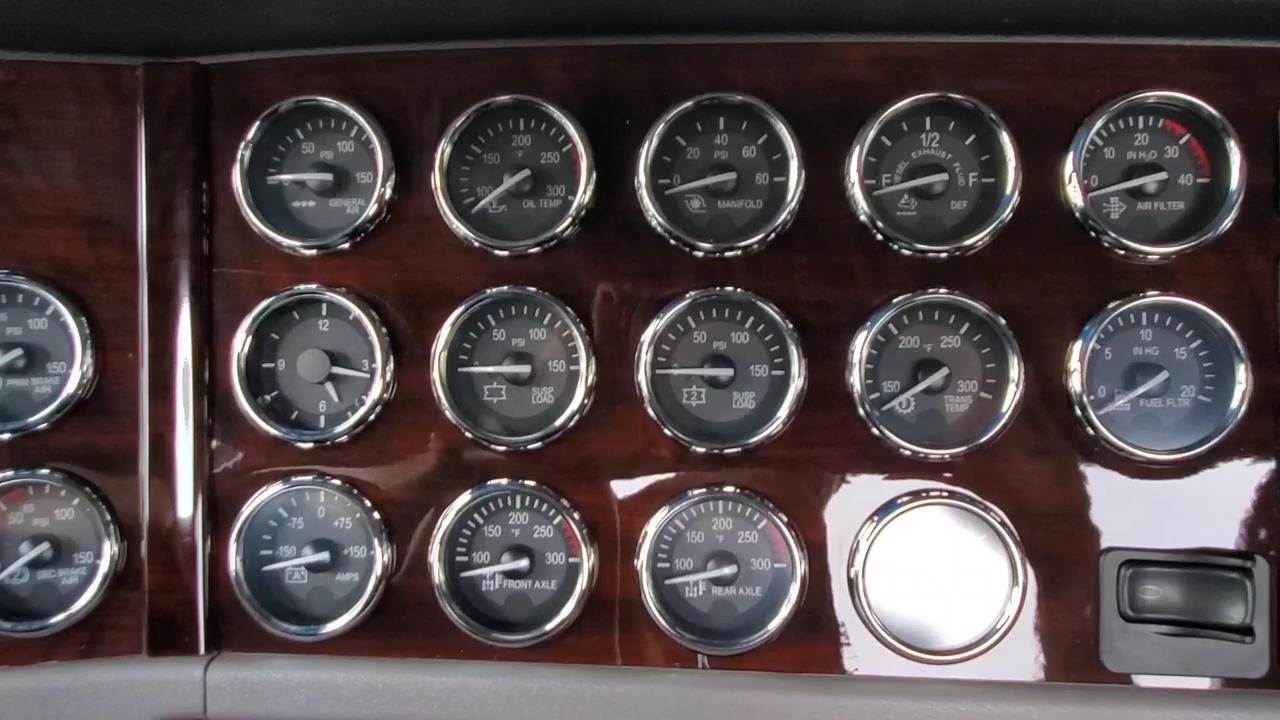 50 PSI 100
0 150
GENERAL
AIR
200
150 °F 250
100 300
OIL TEMP
40
20 PSI 60
0 80
MANIFOLD
1/2
DIESEL EXHAUST FLUID
E F
DEF
20
10 IN H2O 30
0 40
AIR FILTER
PSI 100
150
PRIM BRAKE
AIR
12
9 3
6
50 PSI 100
150
SUSP
LOAD
50 PSI 100
150
2 SUSP
LOAD
200 °F 250
150 300
TRANS
TEMP
10
5 IN HG 15
0 20
FUEL FLTR
65
50 PSI 100
150
2 SEC BRAKE
AIR
0
-75 +75
-150 +150
AMPS
200
150 °F 250
100 300
FRONT AXLE
200
150 °F 250
100 300
REAR AXLE